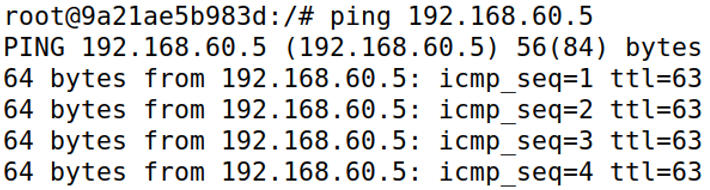 root@9a21ae5b983d:/# ping 192.168.60.5
PING 192.168.60.5 (192.168.60.5) 56(84) bytes
64 bytes from 192.168.60.5: icmp_seq=1 ttl=63
64 bytes from 192.168.60.5: icmp_seq=2 ttl=63
64 bytes from 192.168.60.5: icmp_seq=3 ttl=63
64 bytes from 192.168.60.5: icmp_seq=4 ttl=63